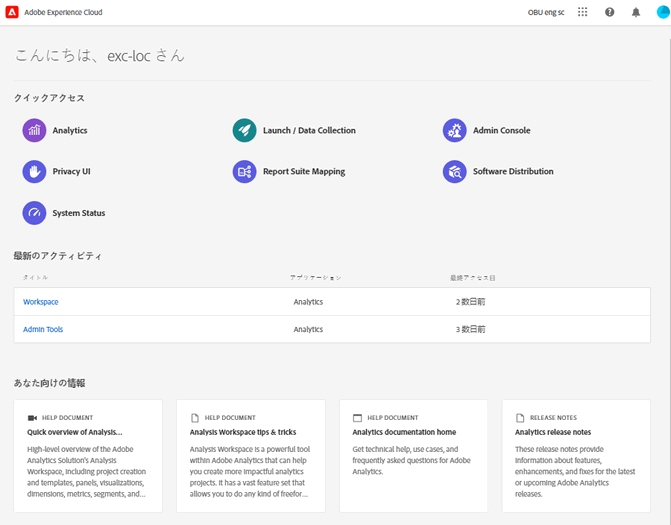 Adobe Experience Cloud
OBU eng sc
こんにちは、exc-loc さん
クイックアクセス
Analytics
Launch / Data Collection
Admin Console
Privacy UI
Report Suite Mapping
Software Distribution
System Status
最新のアクティビティ
タイトル
アプリケーション
最終アクセス日
Workspace
Analytics
2 数日前
Admin Tools
Analytics
3 数日前
あなた向けの情報
HELP DOCUMENT
Quick overview of Analysis...
High-level overview of the Adobe
Analytics Solution's Analysis
Workspace, including project creation
and templates, panels, visualizations,
dimensions, metrics, segments, and...
HELP DOCUMENT
Analysis Workspace tips & tricks
Analysis Workspace is a powerful tool
within Adobe Analytics that can help
you create more impactful analytics
projects. It has a vast feature set that
allows you to do any kind of freefor...
HELP DOCUMENT
Analytics documentation home
Get technical help, use cases, and
frequently asked questions for Adobe
Analytics.
RELEASE NOTES
Analytics release notes
These release notes provide
information about features,
enhancements, and fixes for the latest
or upcoming Adobe Analytics
releases.